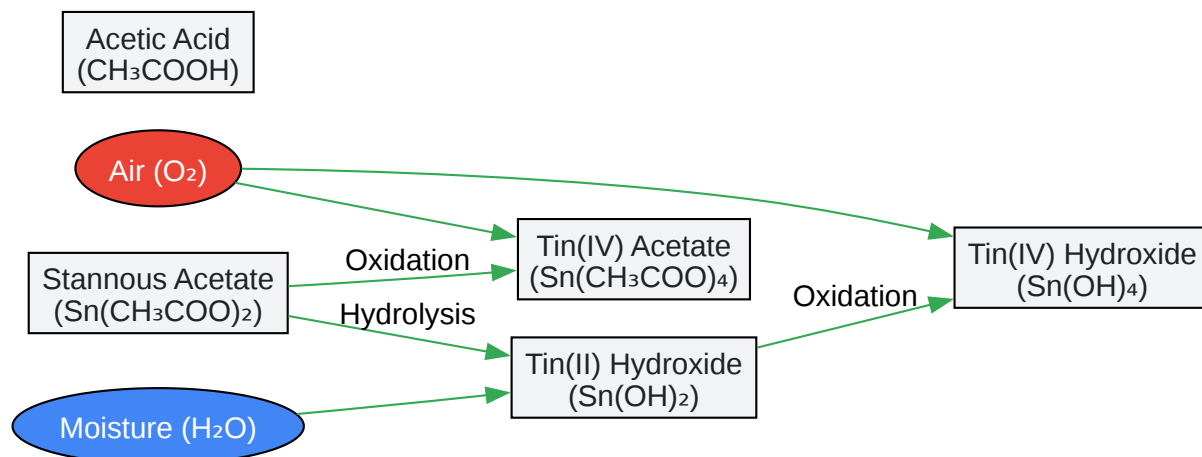 Acetic Acid
(CH₃COOH)
Air (O₂)
Stannous Acetate
(Sn(CH₃COO)₂)
Moisture (H₂O)
Oxidation
Hydrolysis
Tin(IV) Acetate
(Sn(CH₃COO)₄)
Tin(II) Hydroxide
(Sn(OH)₂)
Oxidation
Tin(IV) Hydroxide
(Sn(OH)₄)